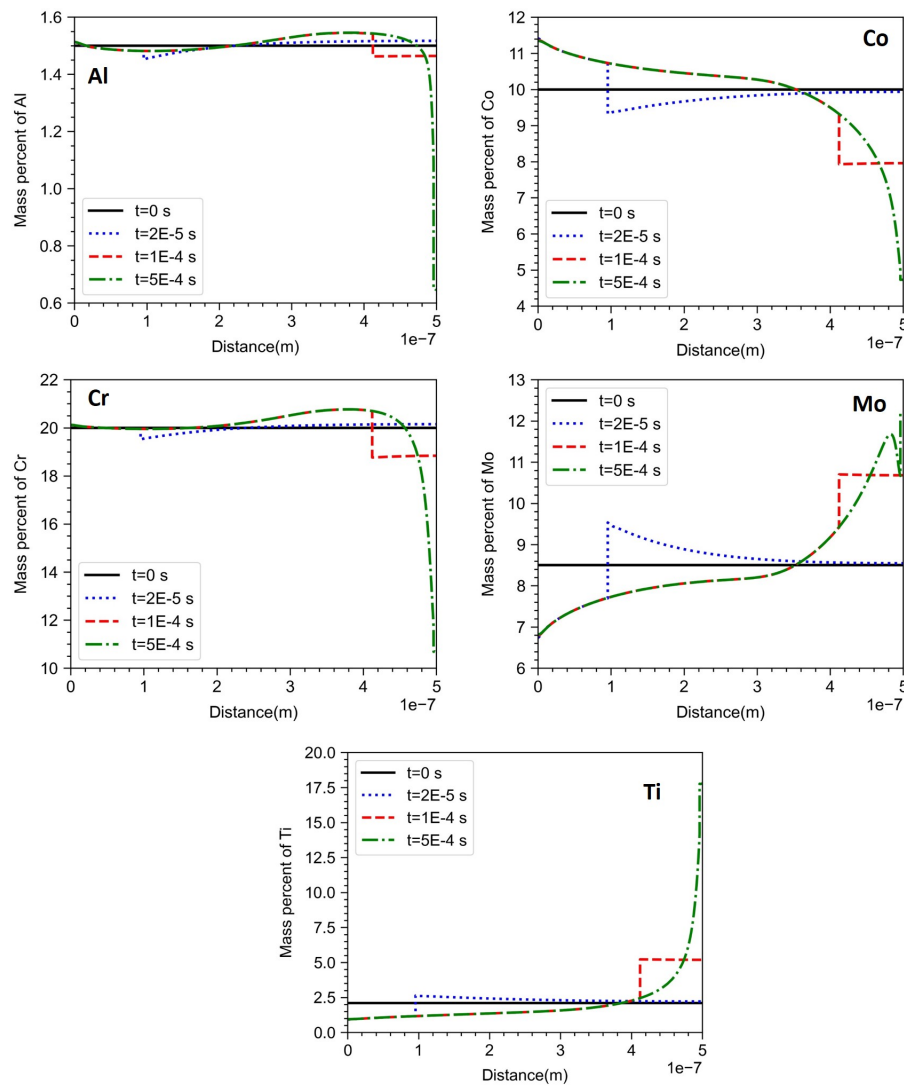 Al
Mass percent of Al
1.6
1.4
1.2
1.0
0.8
0.6
t=0 s
t=2E-5 s
t=1E-4 s
t=5E-4 s
0 1 2 3 4 5
Distance(m)
1e-7
Co
Mass percent of Co
12
11
10
9
8
7
6
5
4
t=0 s
t=2E-5 s
t=1E-4 s
t=5E-4 s
0 1 2 3 4 5
Distance(m)
1e-7
Cr
Mass percent of Cr
22
20
18
16
14
12
10
t=0 s
t=2E-5 s
t=1E-4 s
t=5E-4 s
0 1 2 3 4 5
Distance(m)
1e-7
Mo
Mass percent of Mo
13
12
11
10
9
8
7
6
t=0 s
t=2E-5 s
t=1E-4 s
t=5E-4 s
0 1 2 3 4 5
Distance(m)
1e-7
Ti
Mass percent of Ti
20.0
17.5
15.0
12.5
10.0
7.5
5.0
2.5
0.0
t=0 s
t=2E-5 s
t=1E-4 s
t=5E-4 s
0 1 2 3 4 5
Distance(m)
1e-7